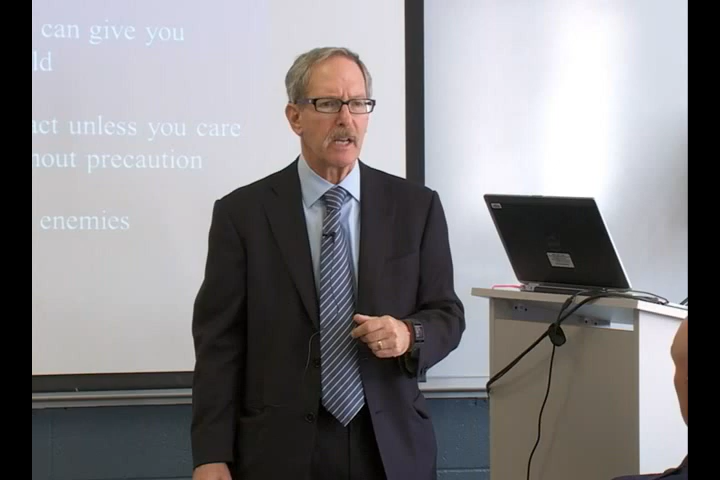 can give you
ld
act unless you care
hout precaution
enemies